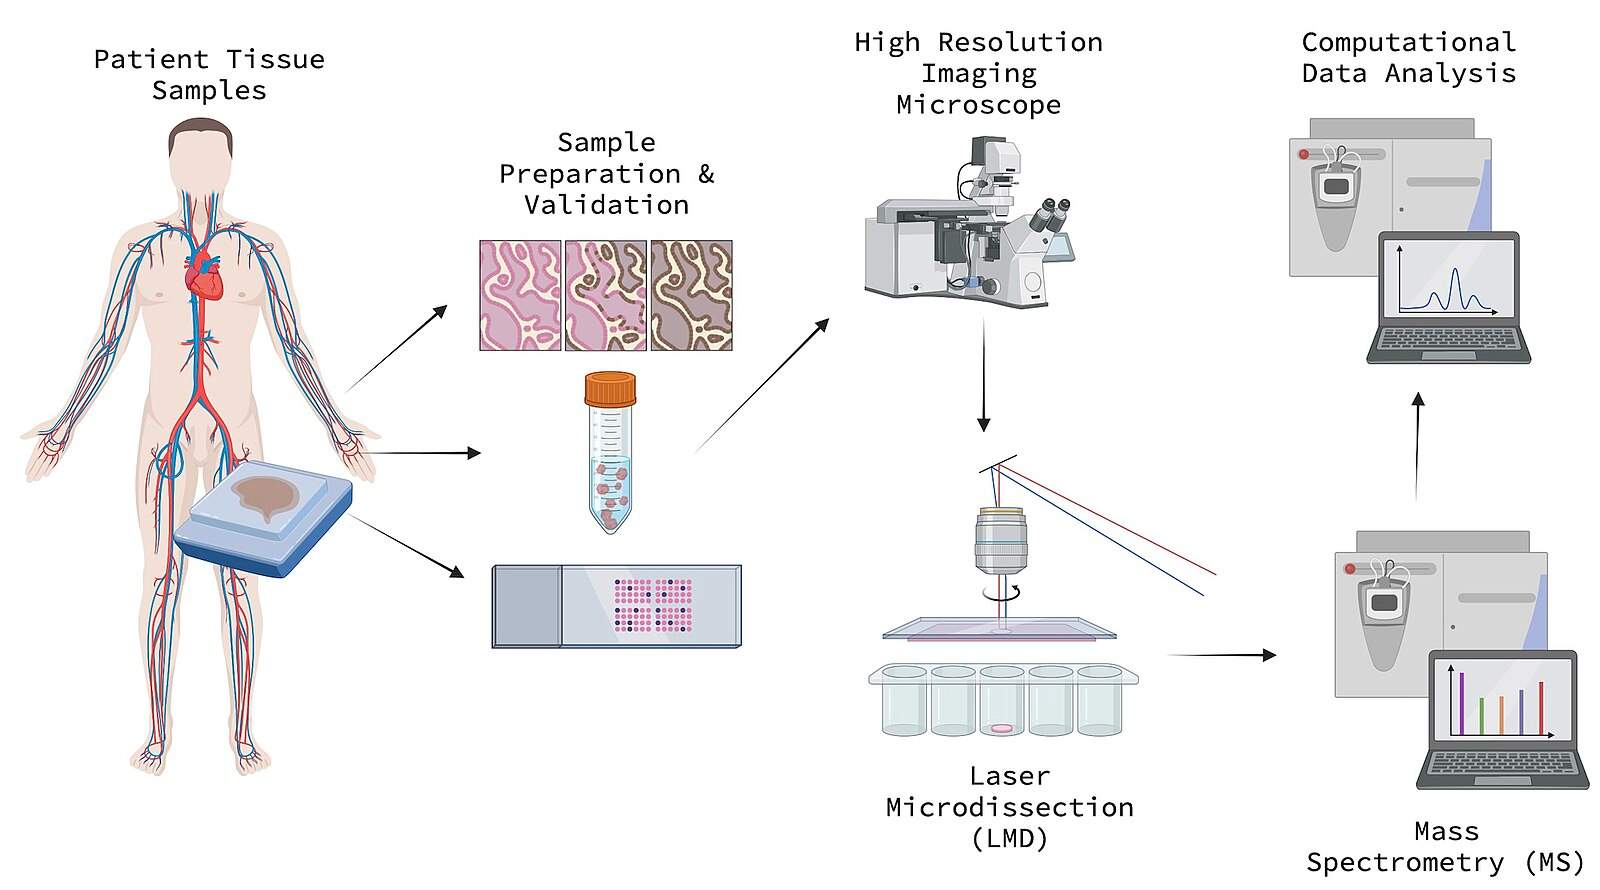 Patient Tissue
Samples
Sample
Preparation &
Validation
High Resolution
Imaging
Microscope
Laser
Microdissection
(LMD)
Mass
Spectrometry (MS)
Computational
Data Analysis